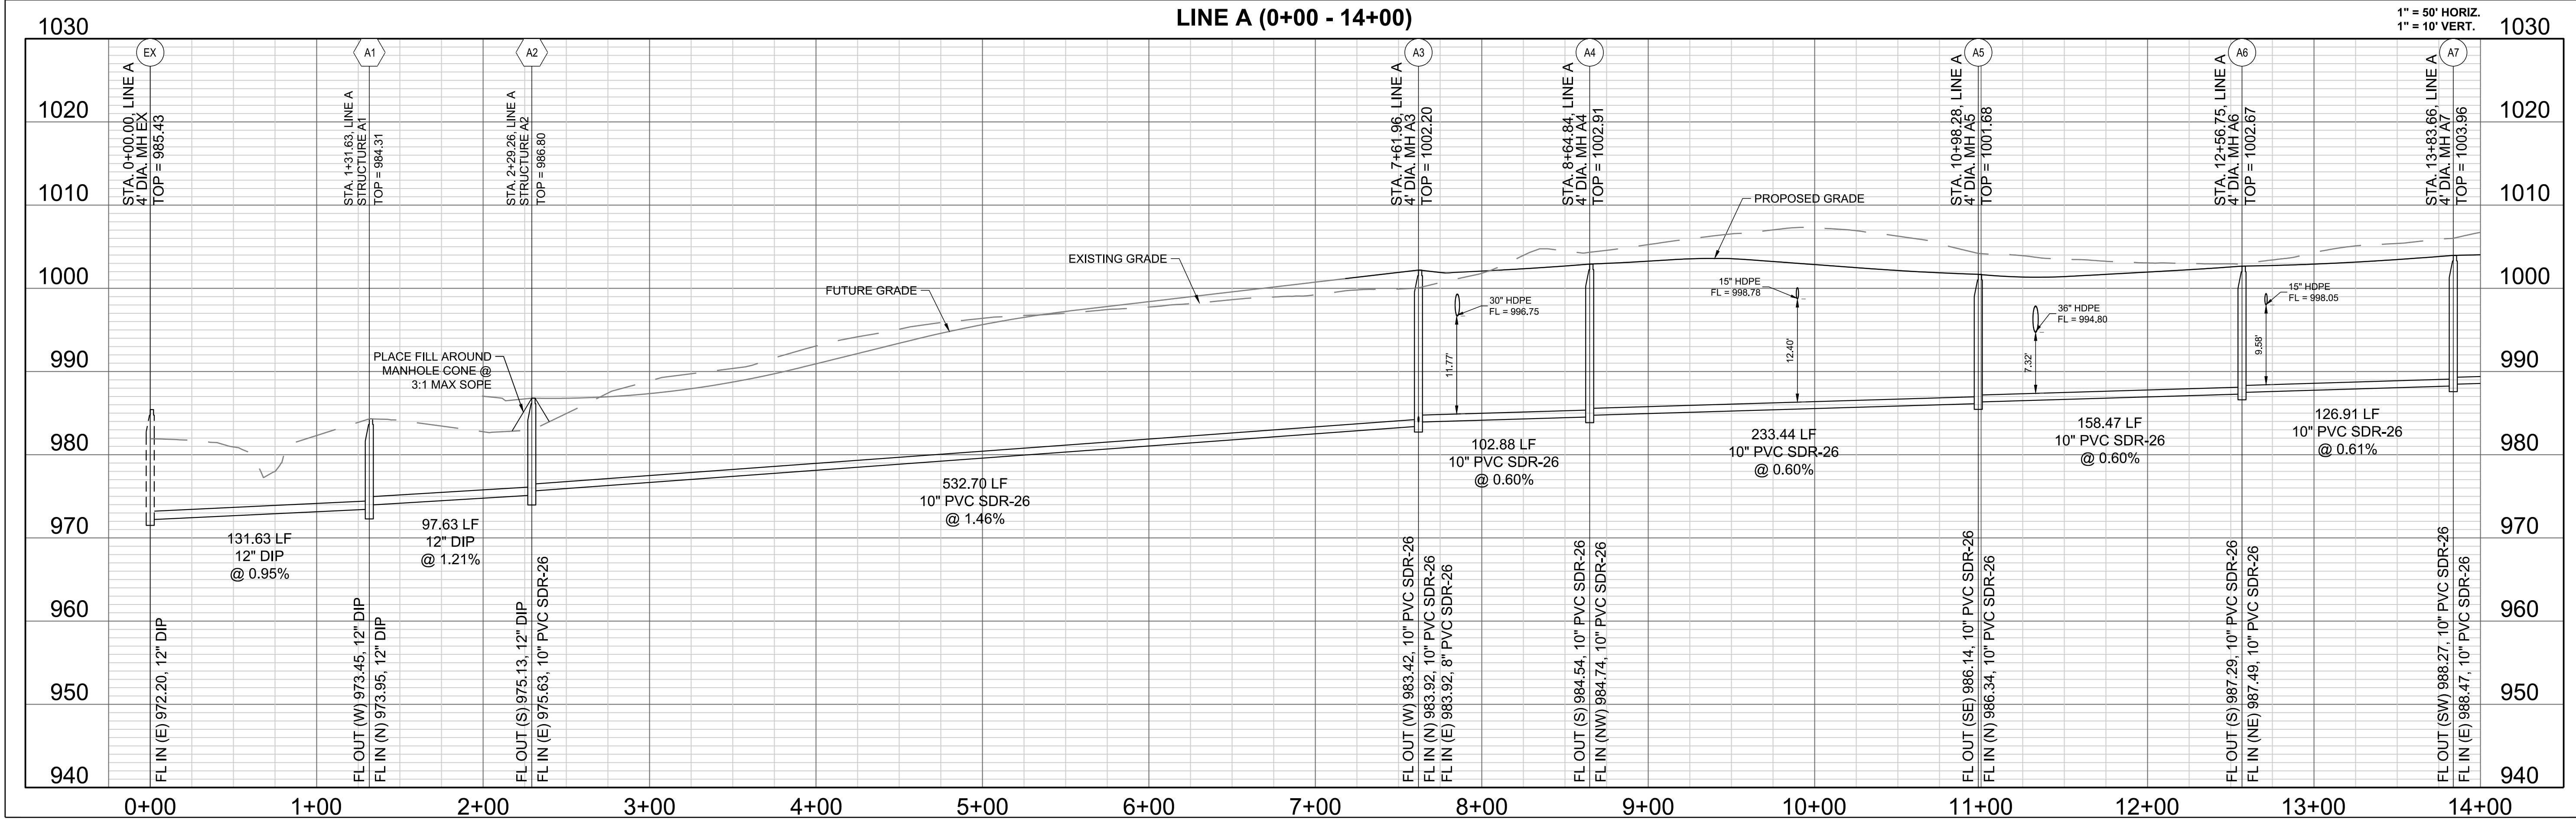 LINE A (0+00 - 14+00)
1" = 50' HORIZ.
1" = 10' VERT.
1030
1020
1010
1000
990
980
970
960
950
940
1030
1020
1010
1000
990
980
970
960
950
940
EX
STA. 0+00.00, LINE A
4' DIA. MH EX
TOP = 985.43
A1
STA. 1+31.63, LINE A
STRUCTURE A1
TOP = 984.31
A2
STA. 2+29.26, LINE A
STRUCTURE A2
TOP = 986.80
A3
STA. 7+61.96, LINE A
4' DIA. MH A3
TOP = 1002.20
A4
STA. 8+64.84, LINE A
4' DIA. MH A4
TOP = 1002.91
A5
STA. 10+98.28, LINE A
4' DIA. MH A5
TOP = 1001.68
A6
STA. 12+56.75, LINE A
4' DIA. MH A6
TOP = 1002.67
A7
STA. 13+83.66, LINE A
4' DIA. MH A7
TOP = 1003.96
PROPOSED GRADE
EXISTING GRADE
FUTURE GRADE
PLACE FILL AROUND
MANHOLE CONE @
3:1 MAX SOPE
30" HDPE
FL = 996.75
11.77'
15" HDPE
FL = 998.78
12.40'
36" HDPE
FL = 994.80
7.32'
15" HDPE
FL = 998.05
9.58'
131.63 LF
12" DIP
@ 0.95%
97.63 LF
12" DIP
@ 1.21%
532.70 LF
10" PVC SDR-26
@ 1.46%
102.88 LF
10" PVC SDR-26
@ 0.60%
233.44 LF
10" PVC SDR-26
@ 0.60%
158.47 LF
10" PVC SDR-26
@ 0.60%
126.91 LF
10" PVC SDR-26
@ 0.61%
FL IN (E) 972.20, 12" DIP
FL OUT (W) 973.45, 12" DIP
FL IN (N) 973.95, 12" DIP
FL OUT (S) 975.13, 12" DIP
FL IN (E) 975.63, 10" PVC SDR-26
FL OUT (W) 983.42, 10" PVC SDR-26
FL IN (N) 983.92, 10" PVC SDR-26
FL IN (E) 983.92, 8" PVC SDR-26
FL OUT (S) 984.54, 10" PVC SDR-26
FL IN (NW) 984.74, 10" PVC SDR-26
FL OUT (SE) 986.14, 10" PVC SDR-26
FL IN (N) 986.34, 10" PVC SDR-26
FL OUT (S) 987.29, 10" PVC SDR-26
FL IN (NE) 987.49, 10" PVC SDR-26
FL OUT (SW) 988.27, 10" PVC SDR-26
FL IN (E) 988.47, 10" PVC SDR-26
0+00
1+00
2+00
3+00
4+00
5+00
6+00
7+00
8+00
9+00
10+00
11+00
12+00
13+00
14+00